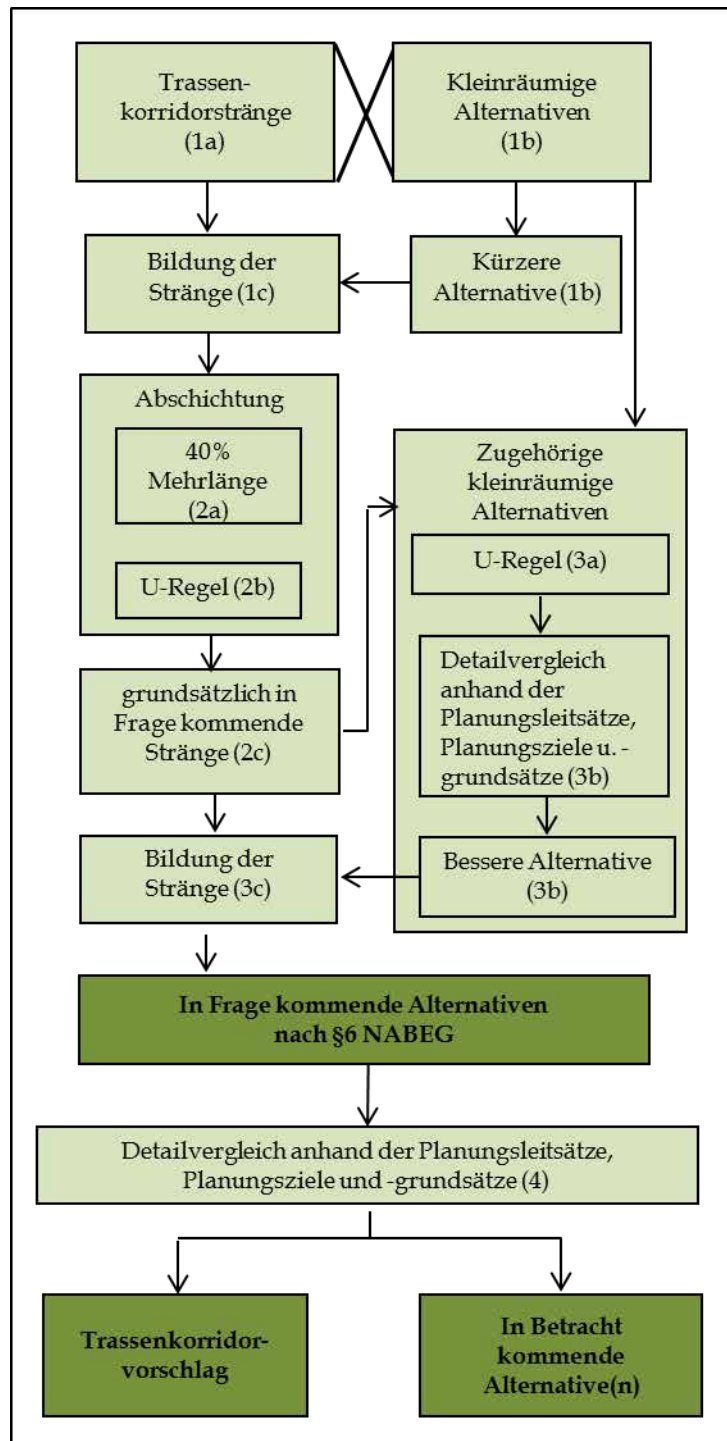 Trassen-
korridorstränge
(1a)
Kleinräumige
Alternativen
(1b)
Bildung der
Stränge (1c)
Kürzere
Alternative (1b)
Abschichtung
40%
Mehrlänge
(2a)
U-Regel (2b)
grundsätzlich in
Frage kommende
Stränge (2c)
Zugehörige
kleinräumige
Alternativen
U-Regel (3a)
Detailvergleich
anhand der
Planungsleitsätze,
Planungsziele u. -
grundsätze (3b)
Bessere Alternative
(3b)
Bildung der
Stränge (3c)
In Frage kommende Alternativen
nach §6 NABEG
Detailvergleich anhand der Planungsleitsätze,
Planungsziele und -grundsätze (4)
Trassenkorridor-
vorschlag
In Betracht
kommende
Alternative(n)